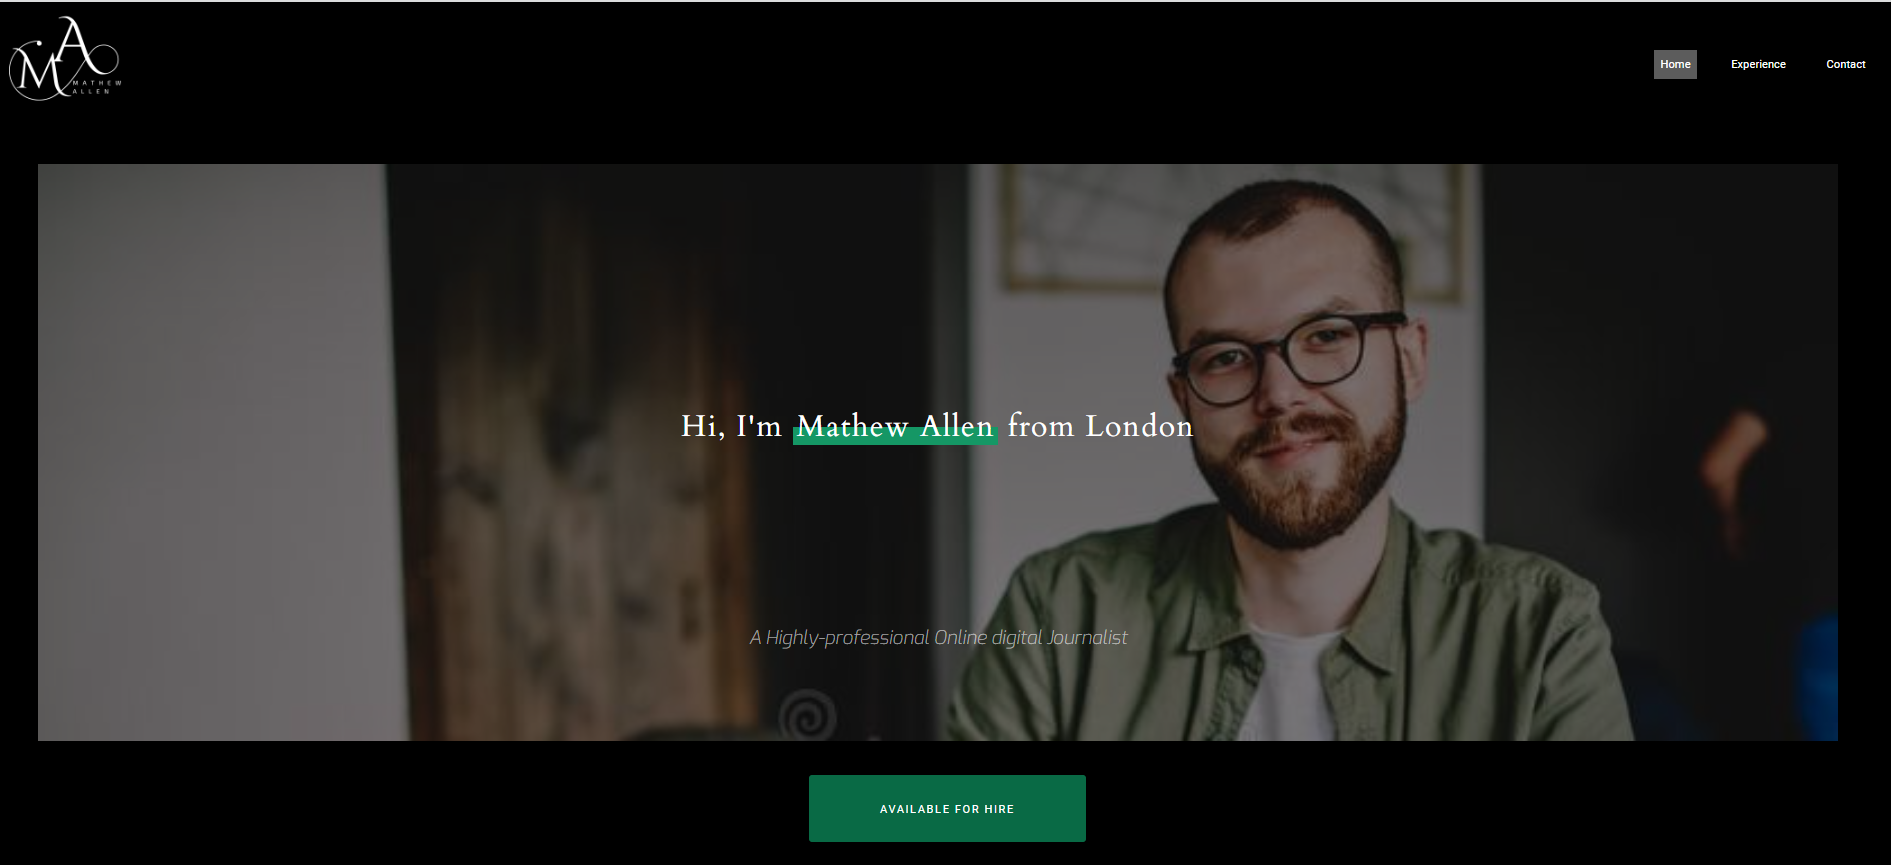 MA
MATHEW
ALLEN
Home
Experience
Contact
Hi, I'm Mathew Allen from London
A Highly-professional Online digital Journalist
AVAILABLE FOR HIRE